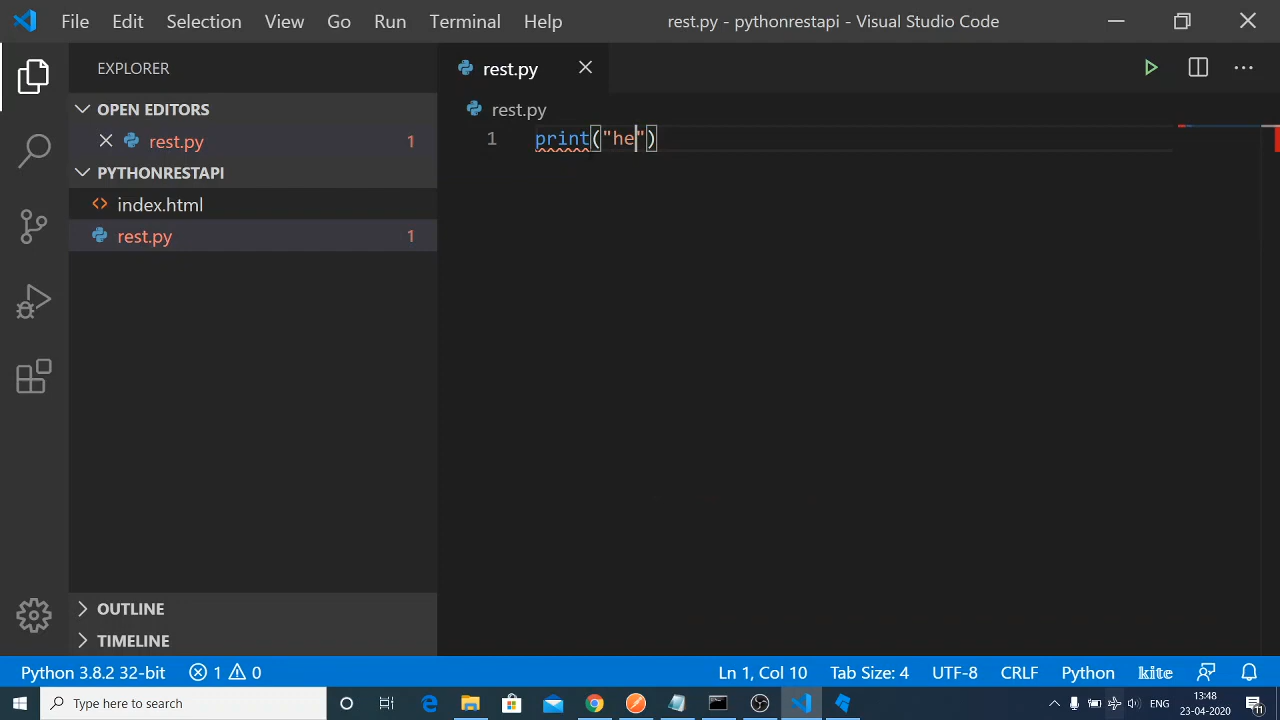 File Edit Selection View Go Run Terminal Help rest.py - pythonrestapi - Visual Studio Code
EXPLORER
OPEN EDITORS
rest.py 1
PYTHONRESTAPI
index.html
rest.py 1
OUTLINE
TIMELINE
rest.py
rest.py
1 print("he")
Python 3.8.2 32-bit 1 0 Ln 1, Col 10 Tab Size: 4 UTF-8 CRLF Python kite
Type here to search ENG 13:48
23-04-2020 11